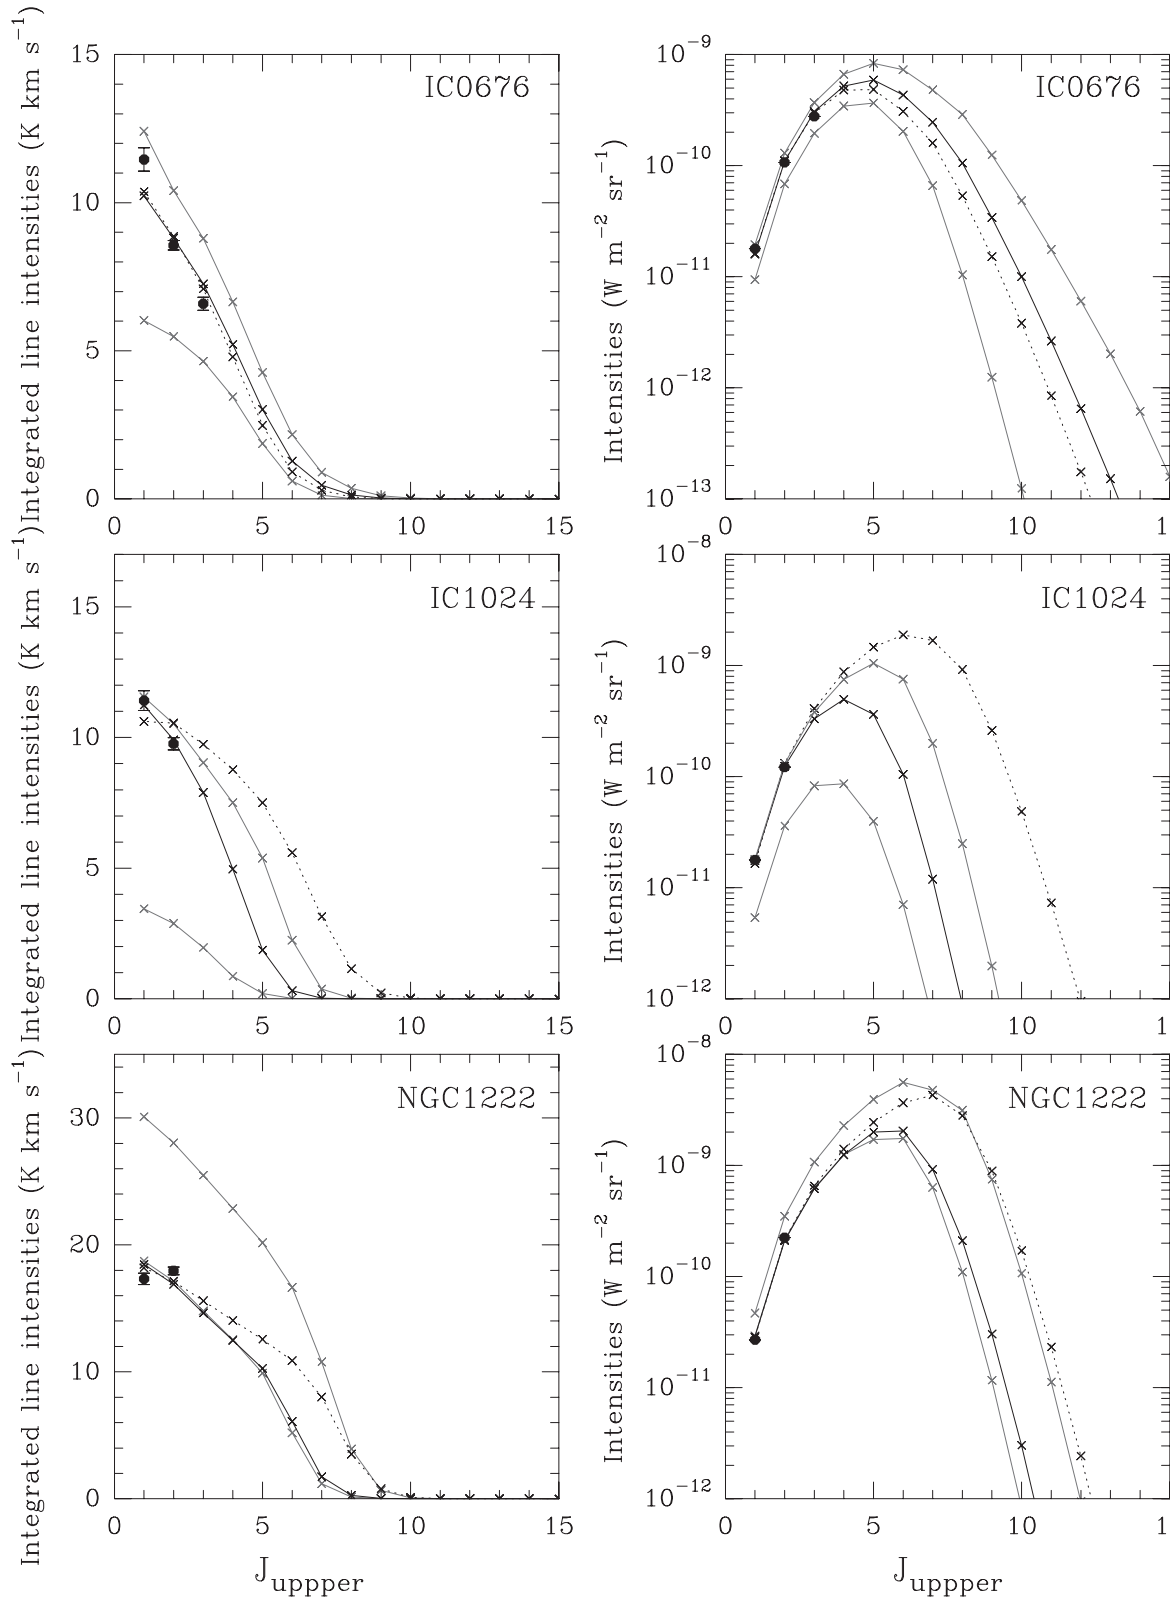 Integrated line intensities (K km s⁻¹)
15
10
5
0
IC0676
0 5 10 15
Intensities (W m⁻² sr⁻¹)
10⁻⁹
10⁻¹⁰
10⁻¹¹
10⁻¹²
10⁻¹³
IC0676
0 5 10 1
Integrated line intensities (K km s⁻¹)
15
10
5
0
IC1024
0 5 10 15
Intensities (W m⁻² sr⁻¹)
10⁻⁸
10⁻⁹
10⁻¹⁰
10⁻¹¹
10⁻¹²
IC1024
0 5 10 1
Integrated line intensities (K km s⁻¹)
30
20
10
0
NGC1222
0 5 10 15
J_uppper
Intensities (W m⁻² sr⁻¹)
10⁻⁸
10⁻⁹
10⁻¹⁰
10⁻¹¹
10⁻¹²
NGC1222
0 5 10 1
J_uppper